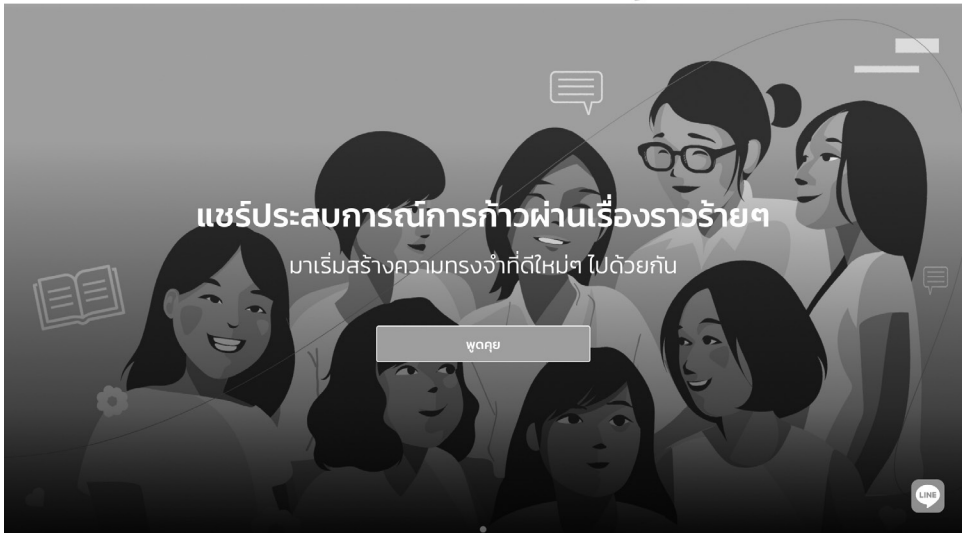 แชร์ประสบการณ์การก้าวผ่านเรื่องราวร้ายๆ
มาเริ่มสร้างความทรงจำที่ดีใหม่ๆ ไปด้วยกัน
พูดคุย
LINE